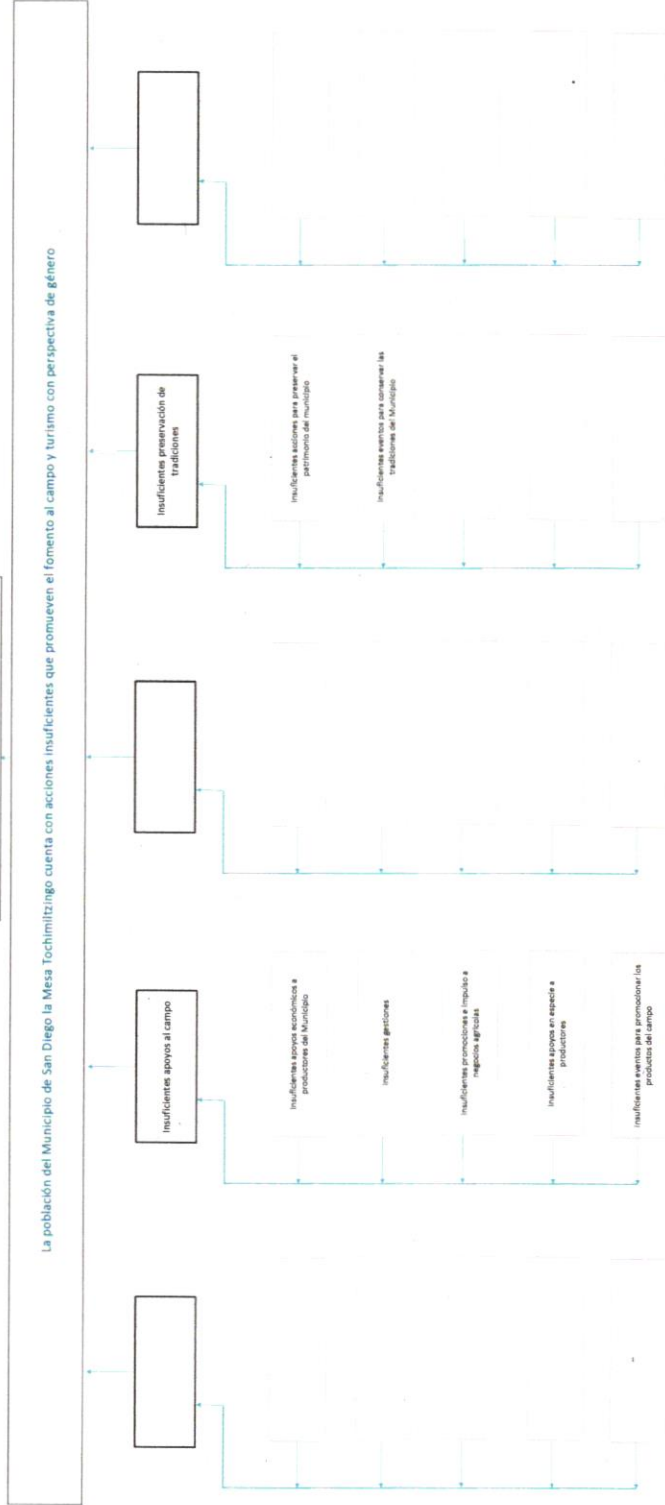 La población del Municipio de San Diego la Mesa Tochimiltzingo cuenta con acciones insuficientes que promueven el fomento al campo y turismo con perspectiva de género
Insuficientes apoyos al campo
Insuficientes apoyos económicos a
productores del Municipio
Insuficientes gestiones
Insuficientes promociones e impulso a
negocios agrícolas
Insuficientes apoyos en especie a
productores
Insuficientes eventos para promocionar los
productos del campo
Insuficientes preservación de
tradiciones
Insuficientes acciones para preservar el
patrimonio del municipio
Insuficientes eventos para conservar las
tradiciones del Municipio